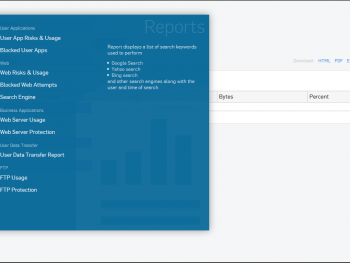 Reports
User Applications
User App Risks & Usage
Blocked User Apps
Web
Web Risks & Usage
Blocked Web Attempts
Search Engine
Business Applications
Web Server Usage
Web Server Protection
User Data Transfer
User Data Transfer Report
FTP
FTP Usage
FTP Protection
Report displays a list of search keywords
used to perform
Google Search
Yahoo search
Bing search
and other search engines along with the
user and time of search
HTML PDF
Bytes Percent